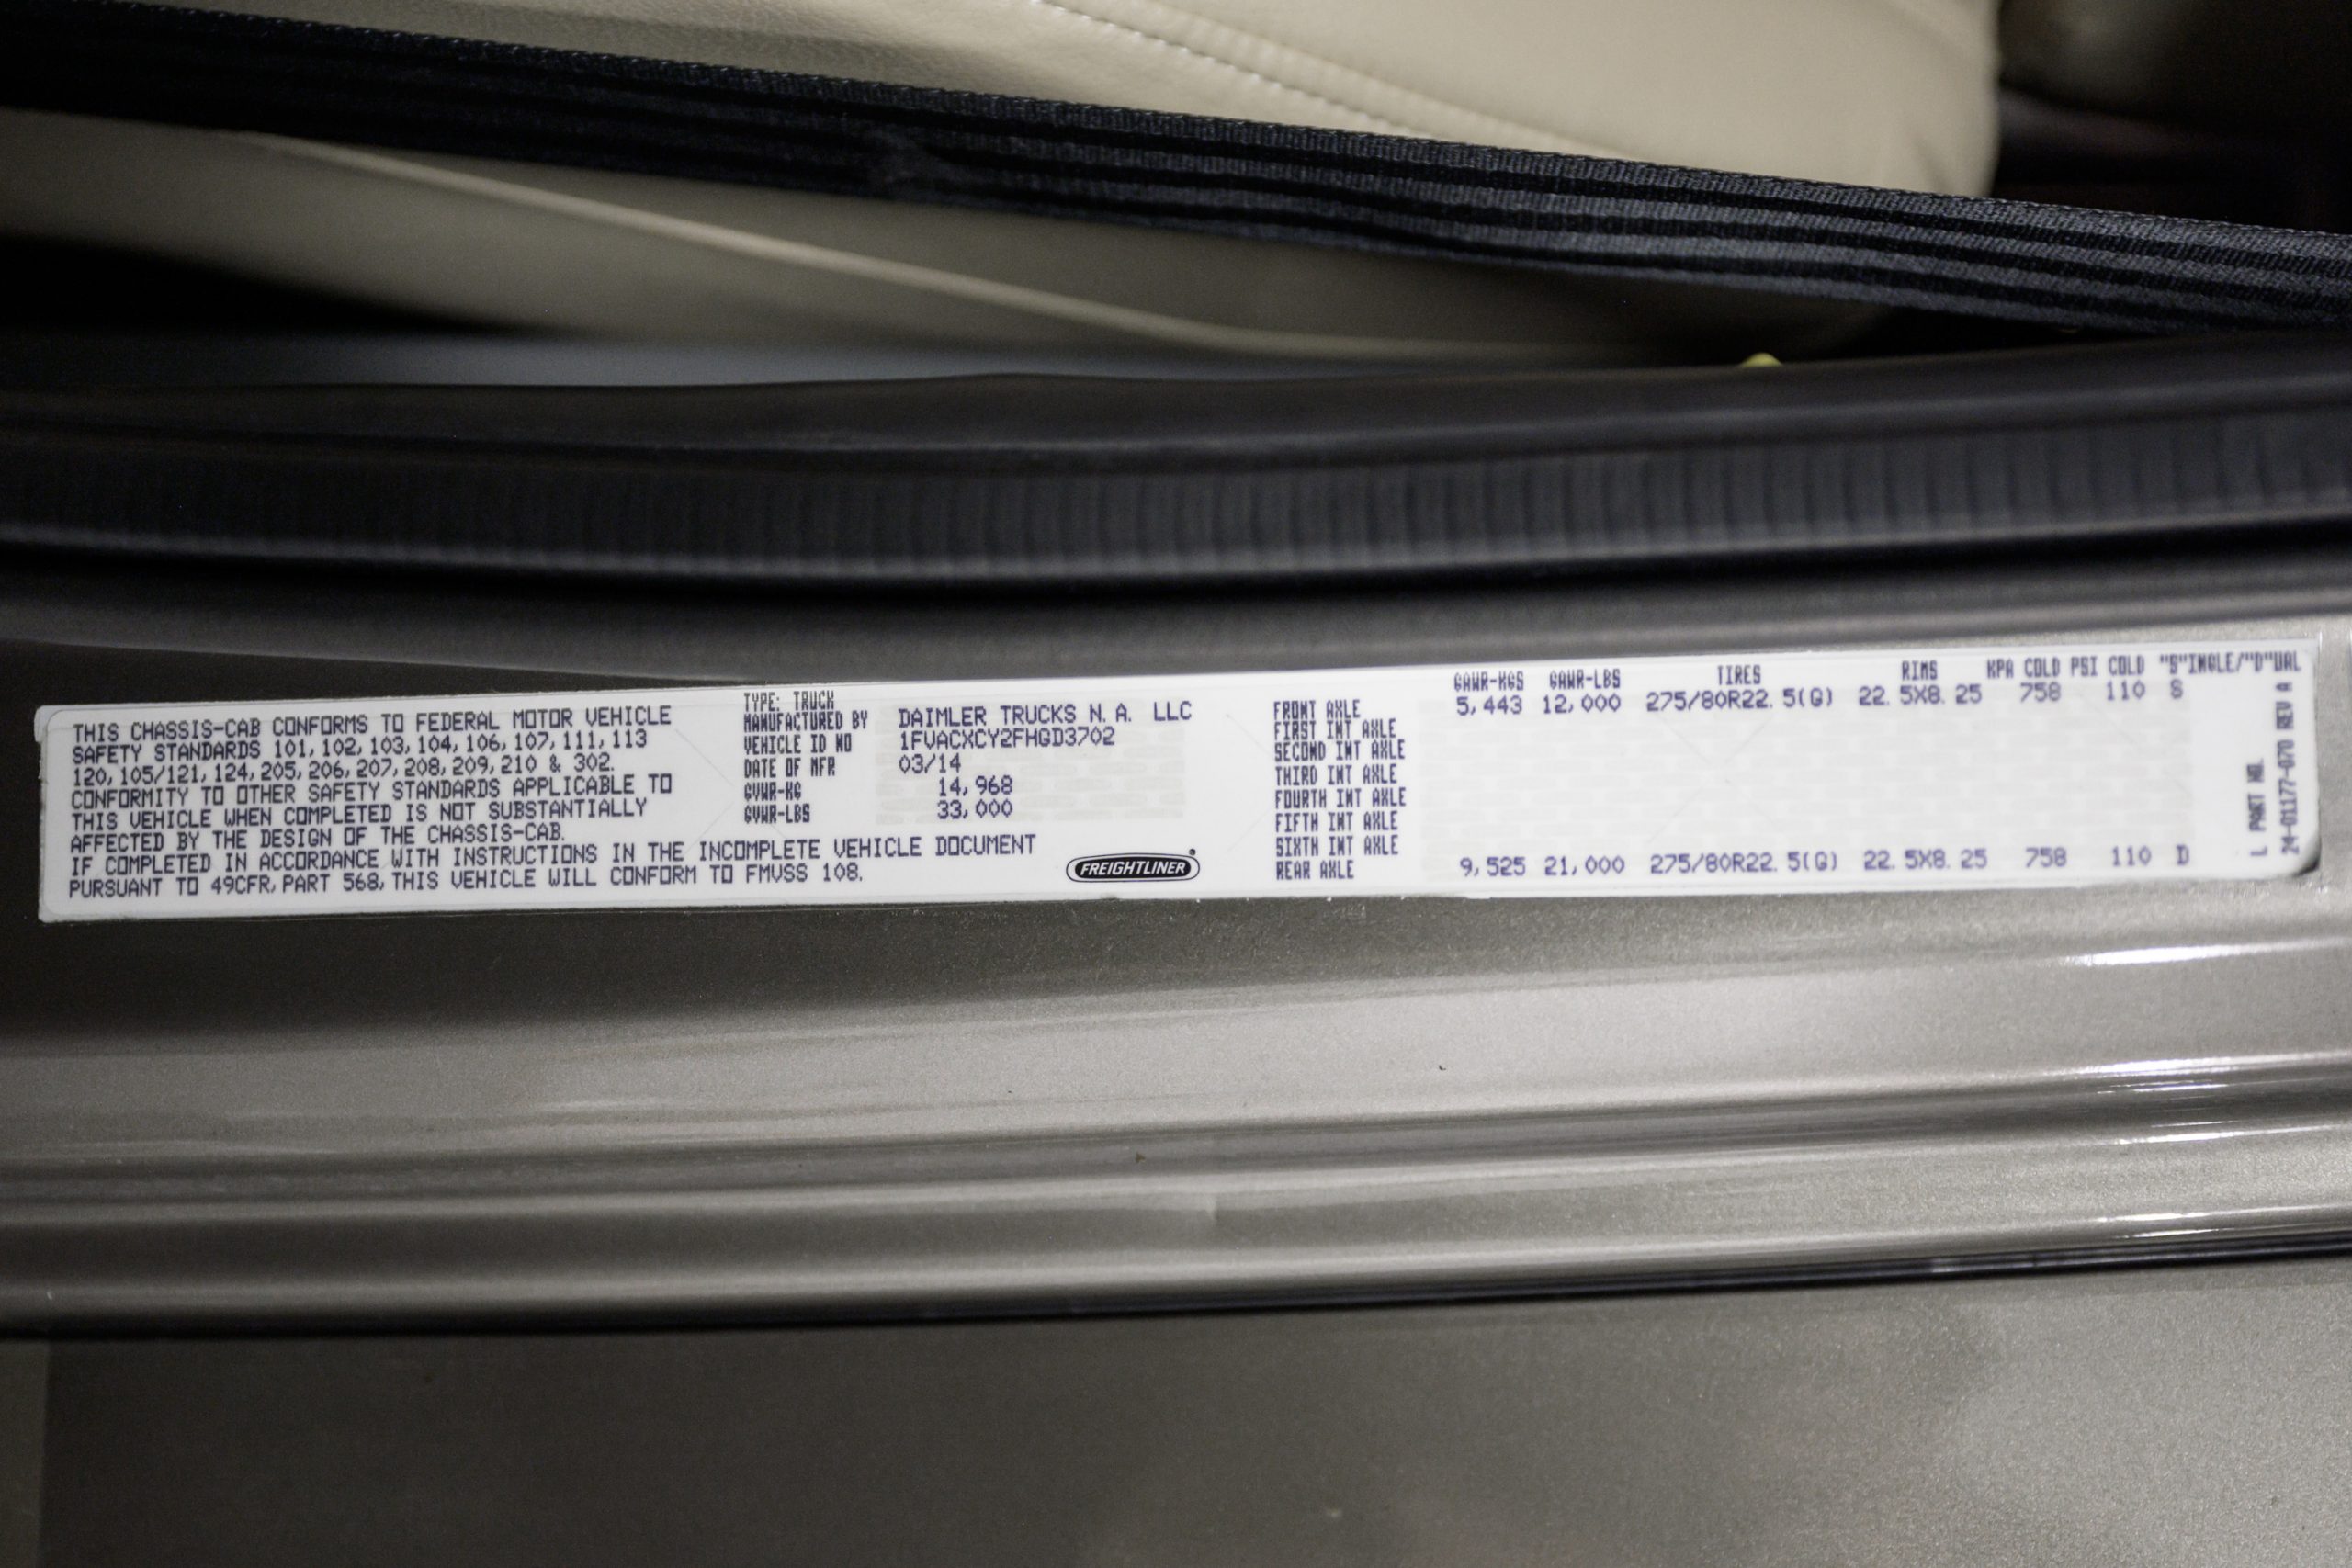 THIS CHASSIS-CAB CONFORMS TO FEDERAL MOTOR VEHICLE
SAFETY STANDARDS 101, 102, 103, 104, 106, 107, 111, 113
120, 105/121, 124, 205, 206, 207, 208, 209, 210 & 302.
CONFORMITY TO OTHER SAFETY STANDARDS APPLICABLE TO
THIS VEHICLE WHEN COMPLETED IS NOT SUBSTANTIALLY
AFFECTED BY THE DESIGN OF THE CHASSIS-CAB.
IF COMPLETED IN ACCORDANCE WITH INSTRUCTIONS IN THE INCOMPLETE VEHICLE DOCUMENT
PURSUANT TO 49CFR, PART 568, THIS VEHICLE WILL CONFORM TO FMVSS 108.
TYPE: TRUCK
MANUFACTURED BY DAIMLER TRUCKS N. A. LLC
VEHICLE ID NO 1FVACXCY2FHGD3702
DATE OF MFR 03/14
GVWR-KG 14, 968
GVWR-LBS 33, 000
FREIGHTLINER®
GAWR-KGS GAWR-LBS TIRES RIMS KPA COLD PSI COLD "S"INGLE/"D"UAL
FRONT AXLE 5, 443 12, 000 275/80R22. 5(G) 22. 5X8. 25 758 110 S
FIRST INT AXLE
SECOND INT AXLE
THIRD INT AXLE
FOURTH INT AXLE
FIFTH INT AXLE
SIXTH INT AXLE
REAR AXLE 9, 525 21, 000 275/80R22. 5(G) 22. 5X8. 25 758 110 D
L PART NO.
24-01177-070 REV A